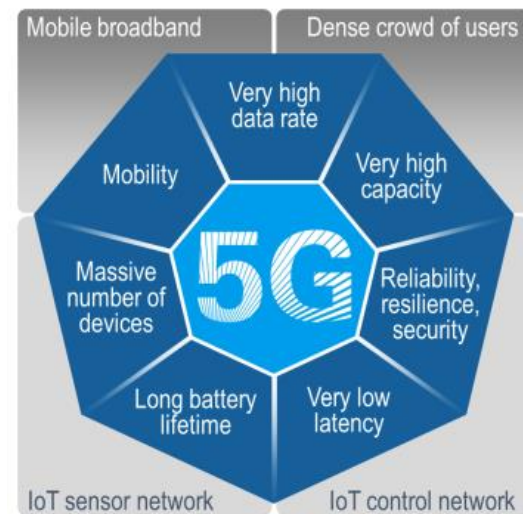 Mobile broadband
Dense crowd of users
Very high
data rate
Mobility
Very high
capacity
5G
Massive
number of
devices
Reliability,
resilience,
security
Long battery
lifetime
Very low
latency
IoT sensor network
IoT control network